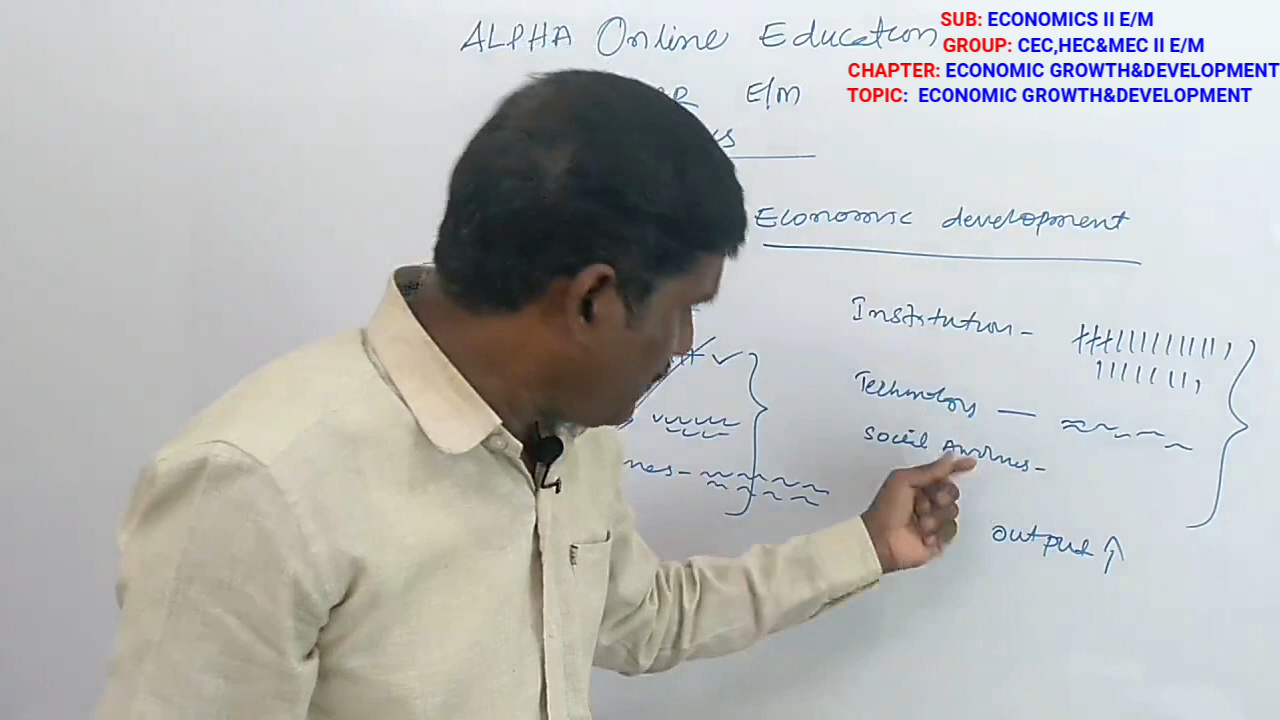 ALPHA Online Education
SUB: ECONOMICS II E/M
GROUP: CEC,HEC&MEC II E/M
CHAPTER: ECONOMIC GROWTH&DEVELOPMENT
TOPIC: ECONOMIC GROWTH&DEVELOPMENT
E/M
Economic development
Institution -
Technology —
Social
output ↑